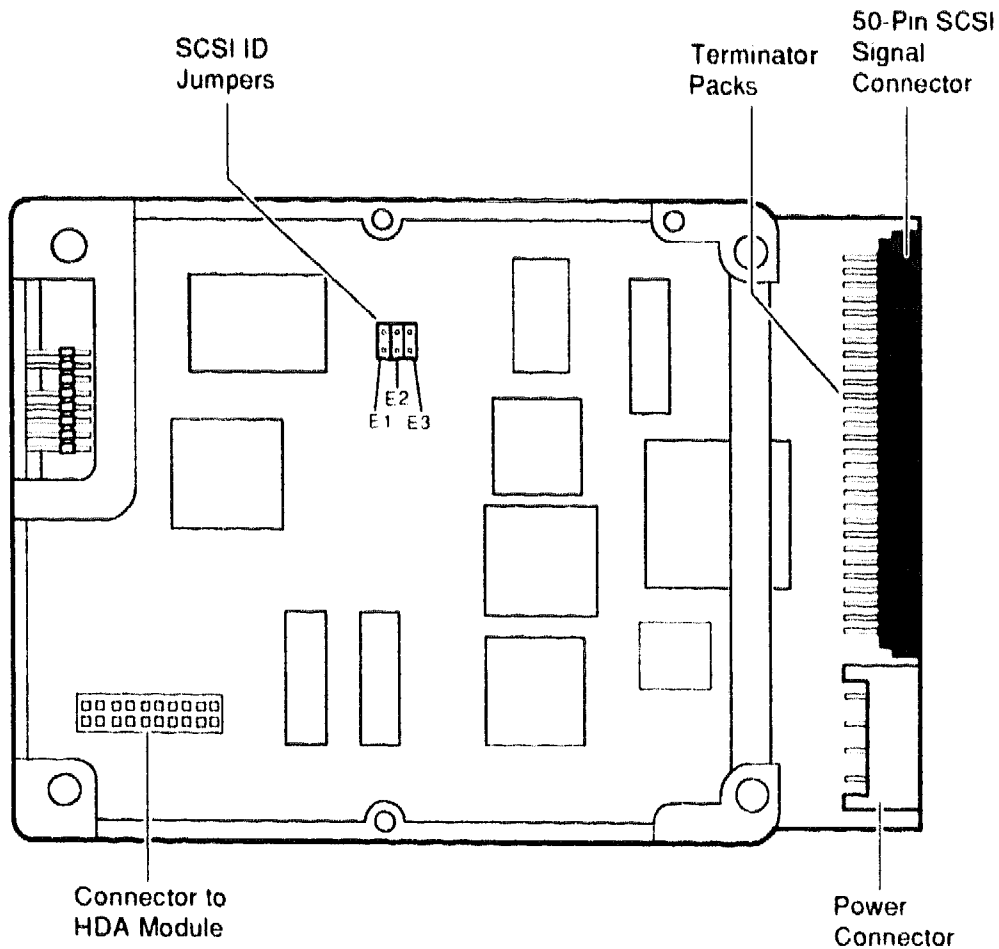 50-Pin SCSI
Signal
Connector
SCSI ID
Jumpers
Terminator
Packs
E2
E1 E3
Connector to
HDA Module
Power
Connector